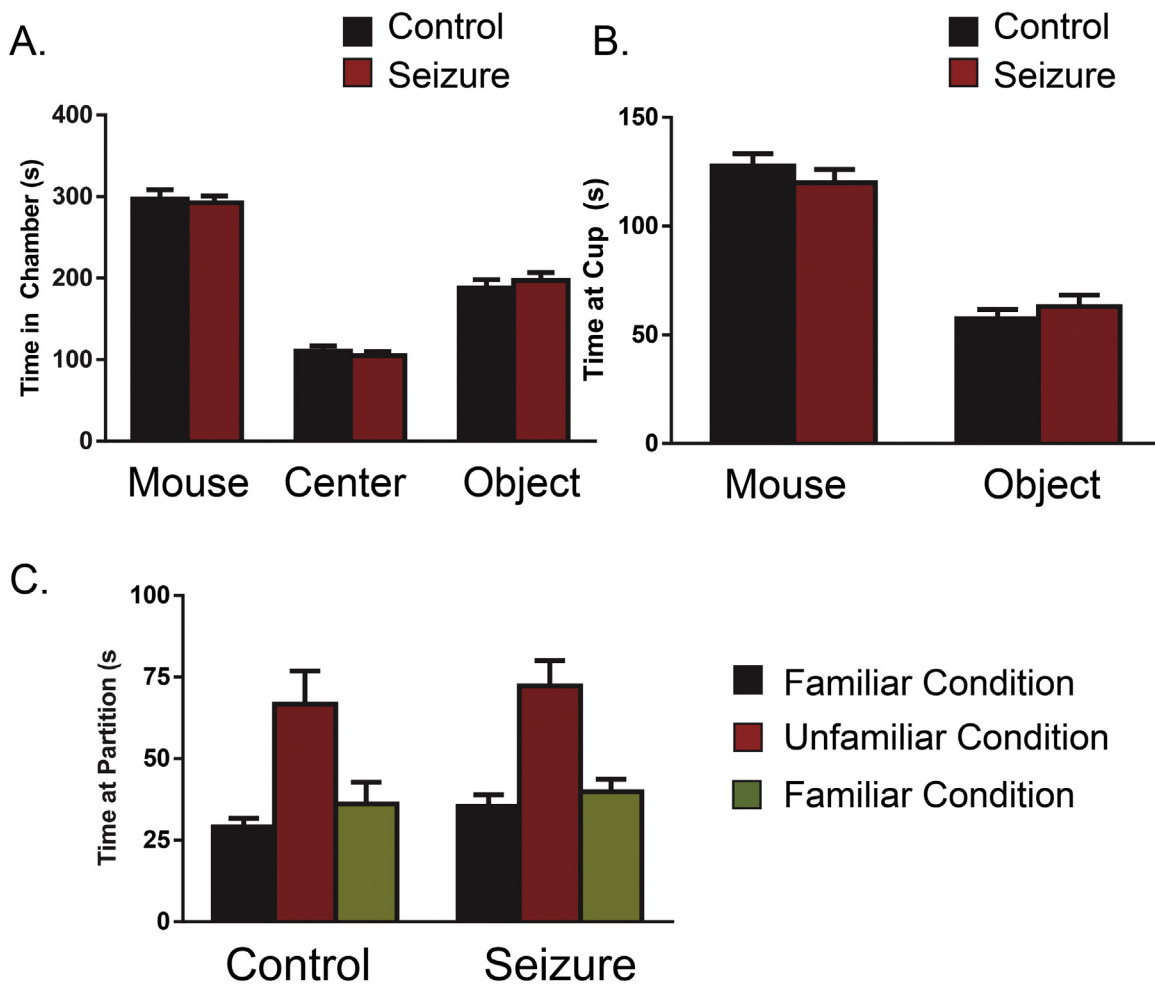 A.
Control
Seizure
Time in Chamber (s)
400
300
200
100
0
Mouse Center Object
B.
Control
Seizure
Time at Cup (s)
150
100
50
0
Mouse Object
C.
Time at Partition (s
100
75
50
25
0
Control Seizure
Familiar Condition
Unfamiliar Condition
Familiar Condition